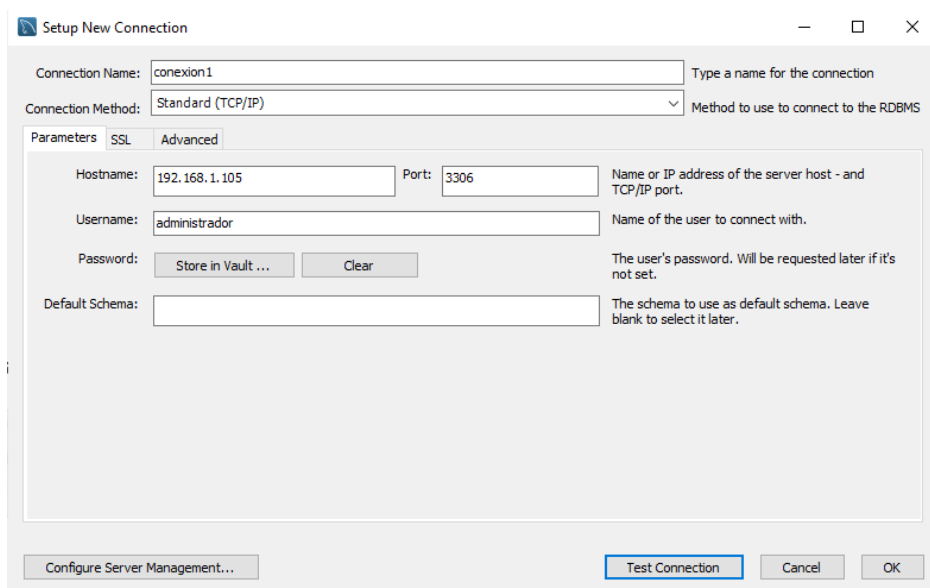 Setup New Connection
Connection Name: conexion1 Type a name for the connection
Connection Method: Standard (TCP/IP) Method to use to connect to the RDBMS
Parameters SSL Advanced
Hostname: 192.168.1.105 Port: 3306 Name or IP address of the server host - and
TCP/IP port.
Username: administrador Name of the user to connect with.
Password: Store in Vault ... Clear The user's password. Will be requested later if it's
not set.
Default Schema: The schema to use as default schema. Leave
blank to select it later.
Configure Server Management... Test Connection Cancel OK